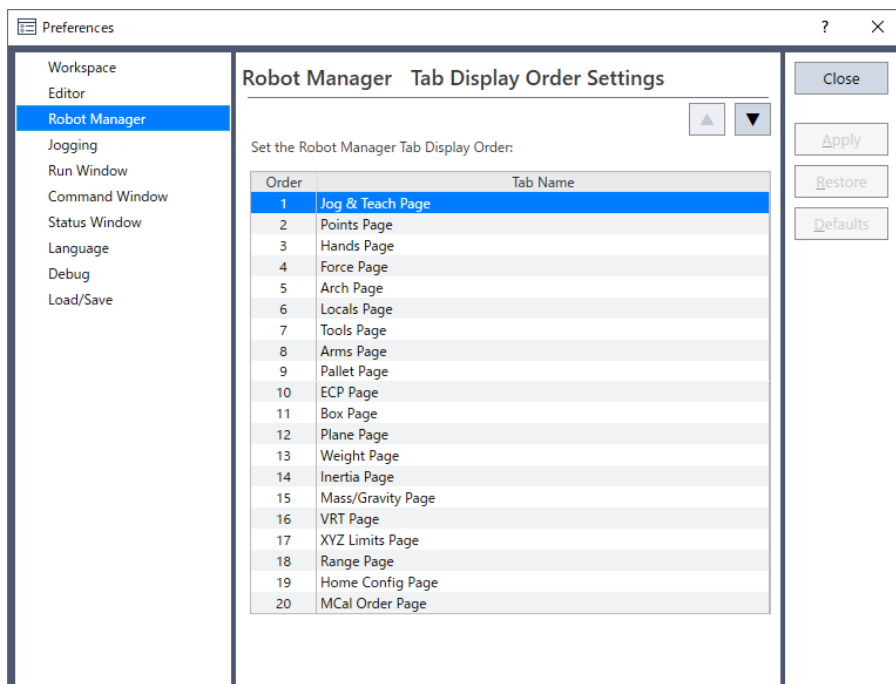 Preferences
?
Workspace
Editor
Robot Manager
Jogging
Run Window
Command Window
Status Window
Language
Debug
Load/Save
Robot Manager Tab Display Order Settings
Set the Robot Manager Tab Display Order:
Order Tab Name
1 Jog & Teach Page
2 Points Page
3 Hands Page
4 Force Page
5 Arch Page
6 Locals Page
7 Tools Page
8 Arms Page
9 Pallet Page
10 ECP Page
11 Box Page
12 Plane Page
13 Weight Page
14 Inertia Page
15 Mass/Gravity Page
16 VRT Page
17 XYZ Limits Page
18 Range Page
19 Home Config Page
20 MCal Order Page
Close
Apply
Restore
Defaults